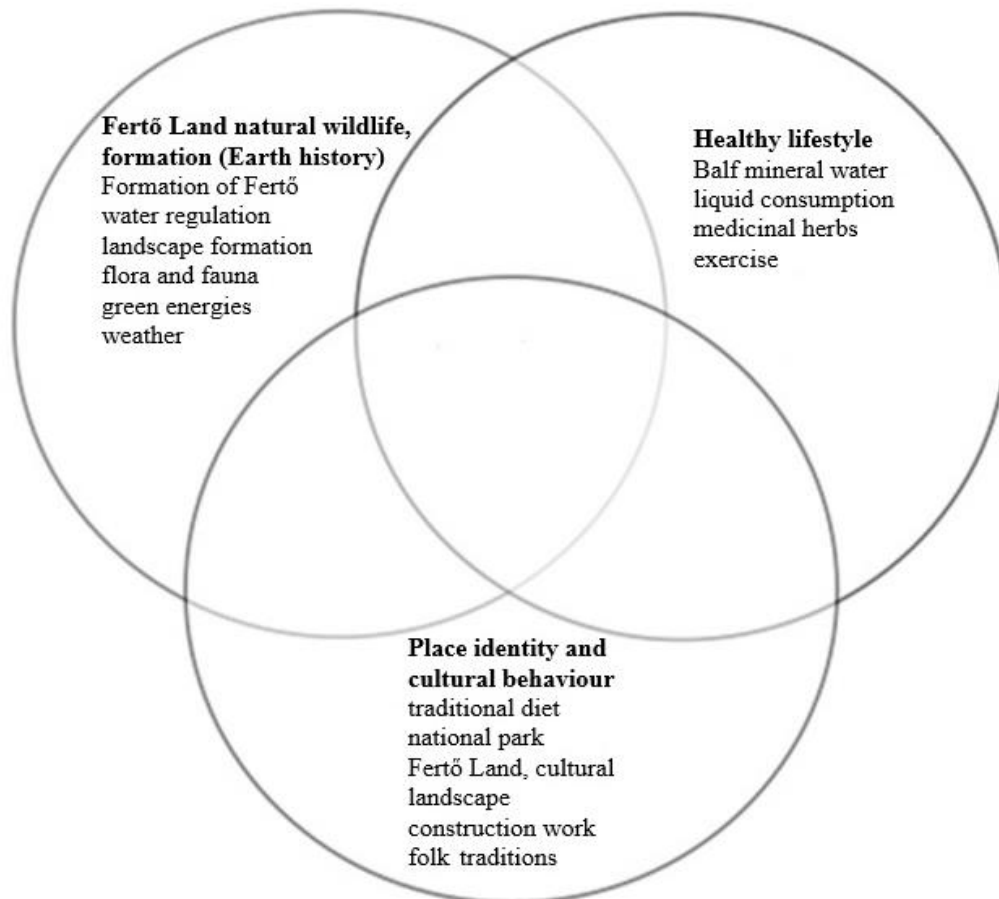 Fertő Land natural wildlife,
formation (Earth history)
Formation of Fertő
water regulation
landscape formation
flora and fauna
green energies
weather
Healthy lifestyle
Balf mineral water
liquid consumption
medicinal herbs
exercise
Place identity and
cultural behaviour
traditional diet
national park
Fertő Land, cultural
landscape
construction work
folk traditions